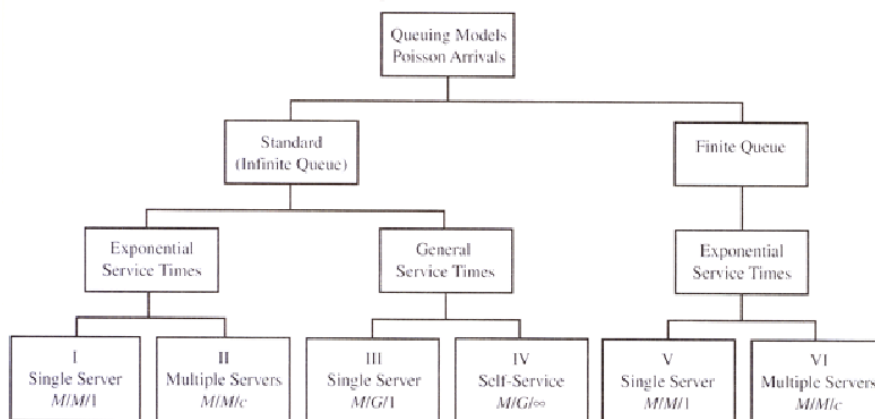 Queuing Models
Poisson Arrivals
Standard
(Infinite Queue)
Finite Queue
Exponential
Service Times
General
Service Times
Exponential
Service Times
I
Single Server
M/M/1
II
Multiple Servers
M/M/c
III
Single Server
M/G/1
IV
Self-Service
M/G/∞
V
Single Server
M/M/1
VI
Multiple Servers
M/M/c